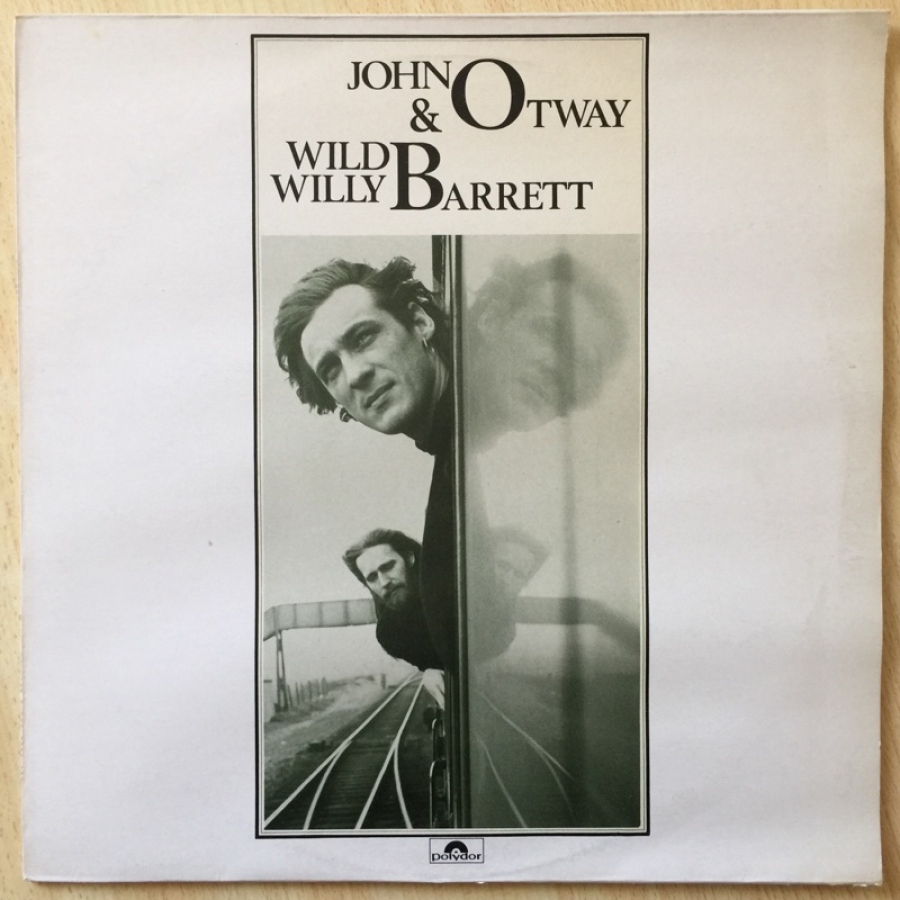 JOHN OTWAY
&
WILD
WILLY BARRETT
polydor